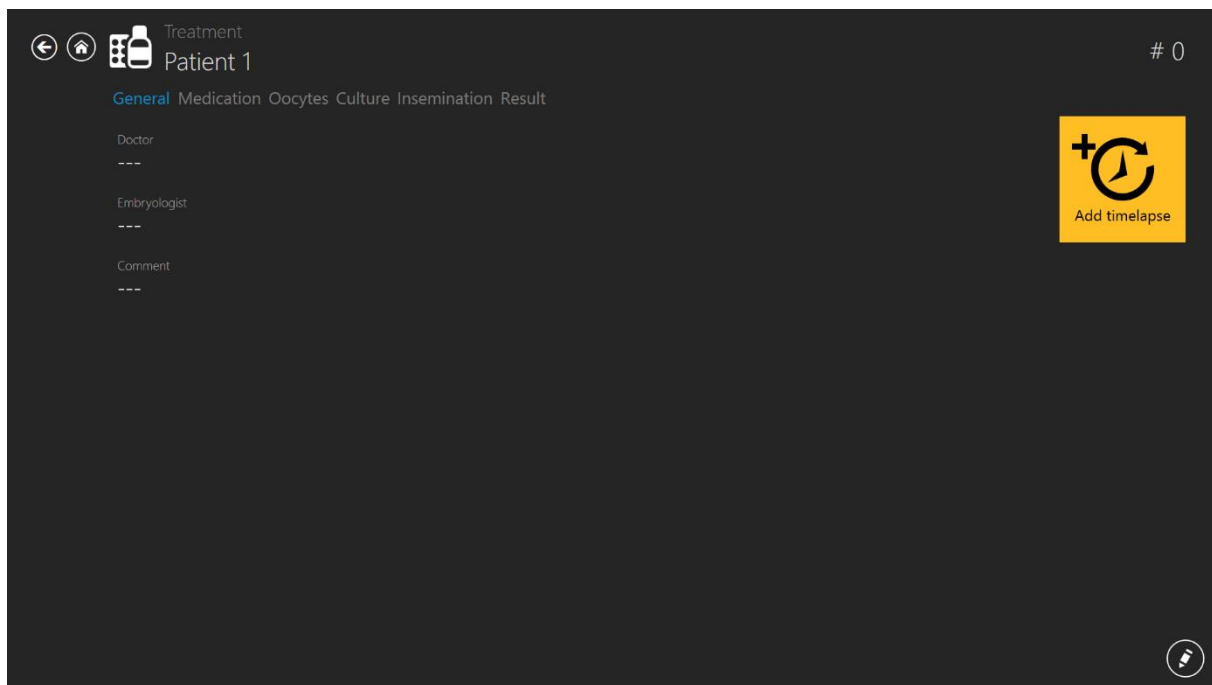 Treatment
Patient 1
# 0
General Medication Oocytes Culture Insemination Result
Doctor
---
Embryologist
---
Comment
---
Add timelapse